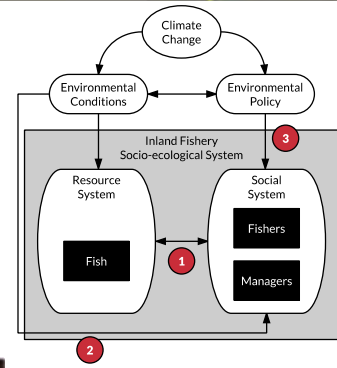 Climate
Change
Environmental
Conditions
Environmental
Policy
3
Inland Fishery
Socio-ecological System
Resource
System
Social
System
Fishers
Fish
1
Managers
2